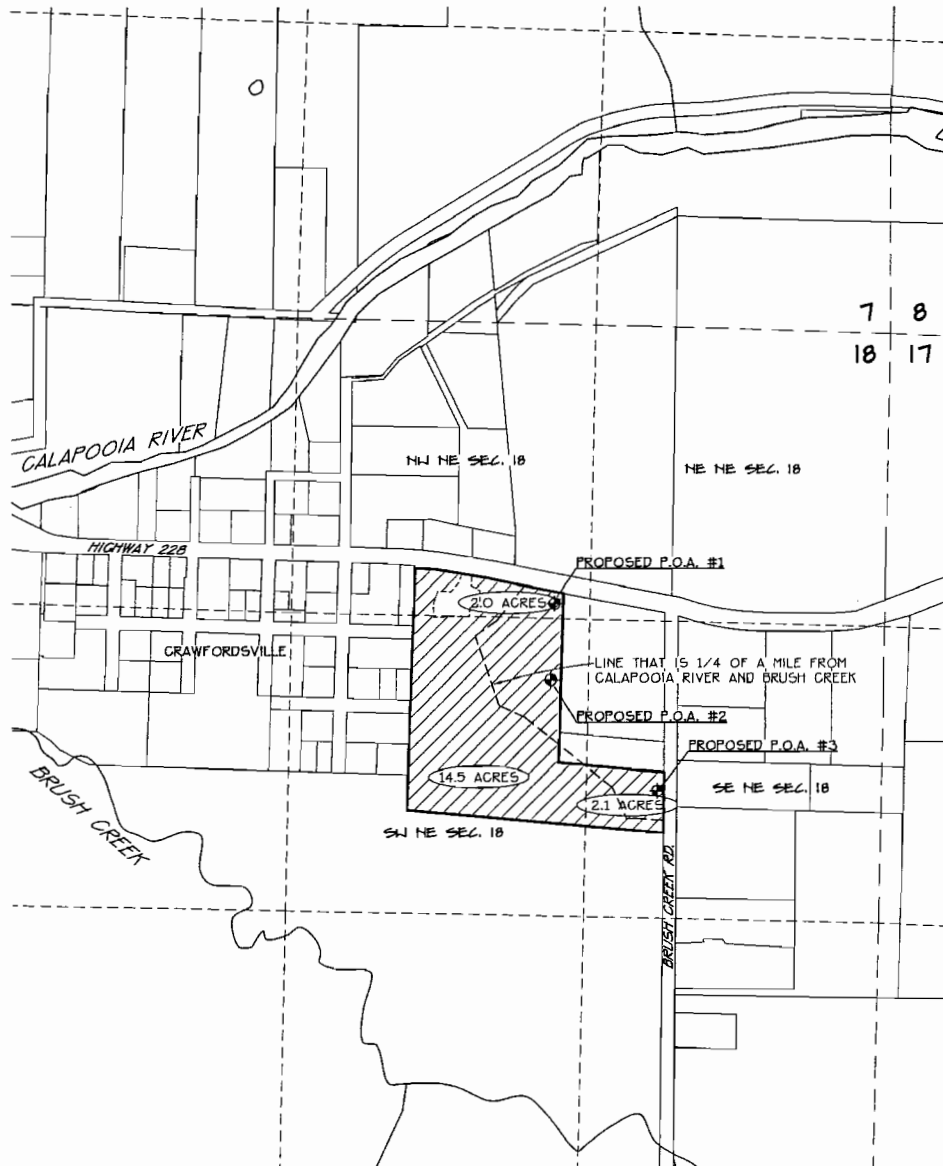 7 8
18 17
CALAPOOIA RIVER
NW NE SEC. 18
NE NE SEC. 18
HIGHWAY 228
PROPOSED P.O.A. #1
2.0 ACRES
CRAWFORDSVILLE
LINE THAT IS 1/4 OF A MILE FROM
CALAPOOIA RIVER AND BRUSH CREEK
PROPOSED P.O.A. #2
PROPOSED P.O.A. #3
14.5 ACRES
SE NE SEC. 18
2.1 ACRES
BRUSH CREEK
SW NE SEC. 18
BRUSH CREEK RD.